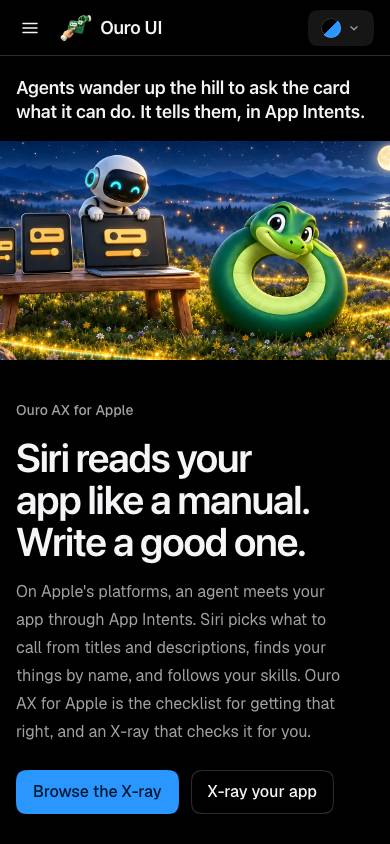 Ouro UI
Agents wander up the hill to ask the card
what it can do. It tells them, in App Intents.
Ouro AX for Apple
Siri reads your
app like a manual.
Write a good one.
On Apple's platforms, an agent meets your
app through App Intents. Siri picks what to
call from titles and descriptions, finds your
things by name, and follows your skills. Ouro
AX for Apple is the checklist for getting that
right, and an X-ray that checks it for you.
Browse the X-ray
X-ray your app